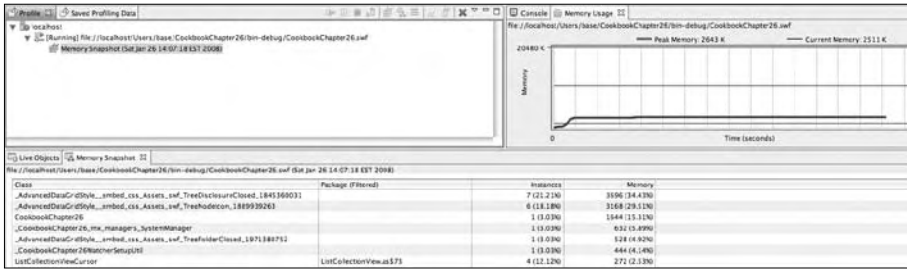 Profile Saved Profiling Data
localhost
[Running] file://localhost/Users/base/CookbookChapter26/bin-debug/CookbookChapter26.swf
Memory Snapshot (Sat Jan 26 14:07:18 EST 2008)
Console Memory Usage
file://localhost/Users/base/CookbookChapter26/bin-debug/CookbookChapter26.swf
Peak Memory: 2643 K Current Memory: 2511 K
20480 K
Memory
0 Time (seconds)
Live Objects Memory Snapshot
file://localhost/Users/base/CookbookChapter26/bin-debug/CookbookChapter26.swf (Sat Jan 26 14:07:18 EST 2008)
Class Package (Filtered) Instances Memory
_AdvancedDataGridStyle__embed_css_Assets_swf_TreeDisclosureClosed_1845360031 7 (21.21%) 3696 (34.43%)
_AdvancedDataGridStyle__embed_css_Assets_swf_TreeNodeIcon_1889939263 6 (18.18%) 3168 (29.51%)
CookbookChapter26 1 (3.03%) 1644 (15.31%)
_CookbookChapter26_mx_managers_SystemManager 1 (3.03%) 632 (5.89%)
_AdvancedDataGridStyle__embed_css_Assets_swf_TreeFolderClosed_1971380752 1 (3.03%) 528 (4.92%)
_CookbookChapter26WatcherSetupUtil 1 (3.03%) 444 (4.14%)
ListCollectionViewCursor ListCollectionView.as$73 4 (12.12%) 272 (2.53%)